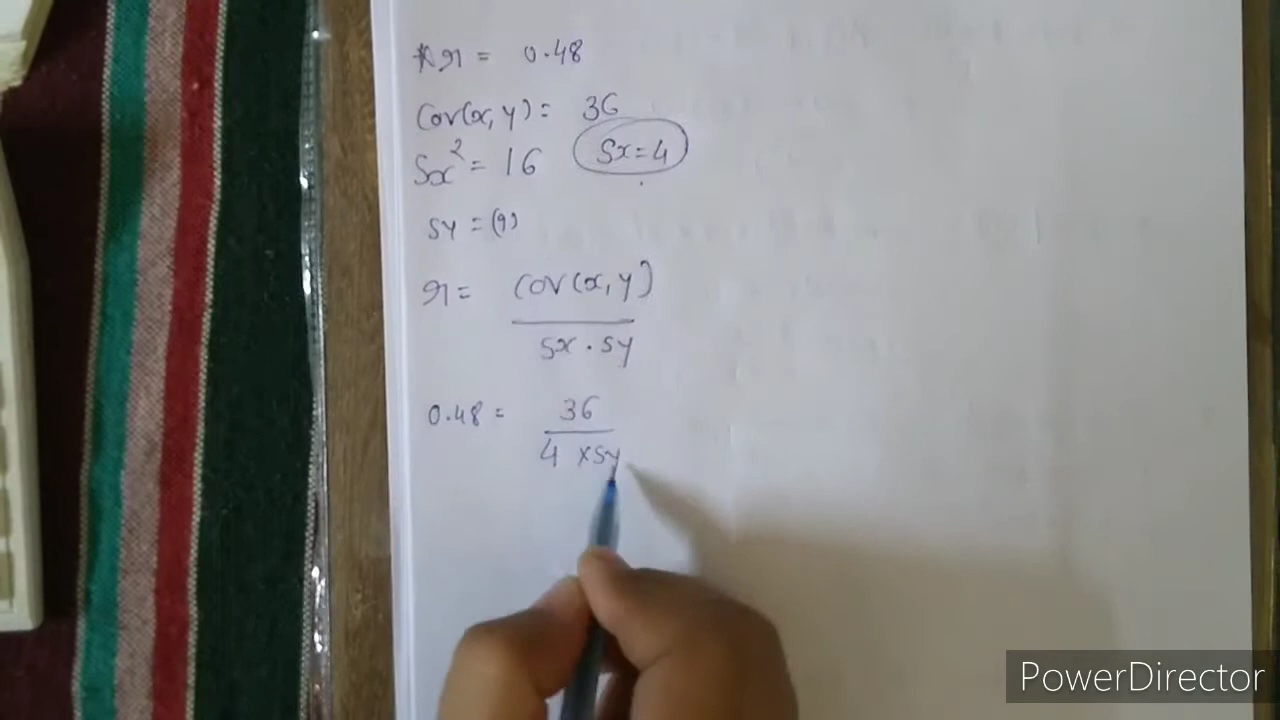 r = 0.48
Cov(x, y) = 36
Sx² = 16 Sx = 4
Sy = (?)
r = Cov(x, y) / Sx · Sy
0.48 = 36 / 4 × Sy
PowerDirector